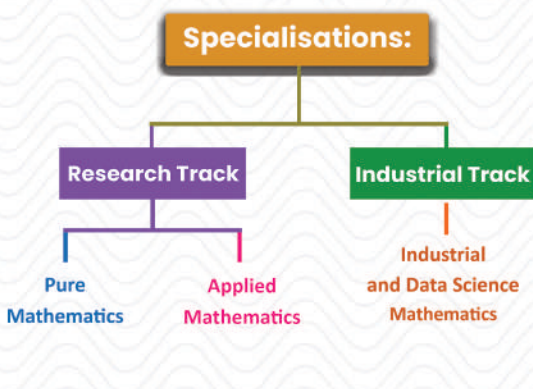 Specialisations:
Research Track
Industrial Track
Pure
Mathematics
Applied
Mathematics
Industrial
and Data Science
Mathematics